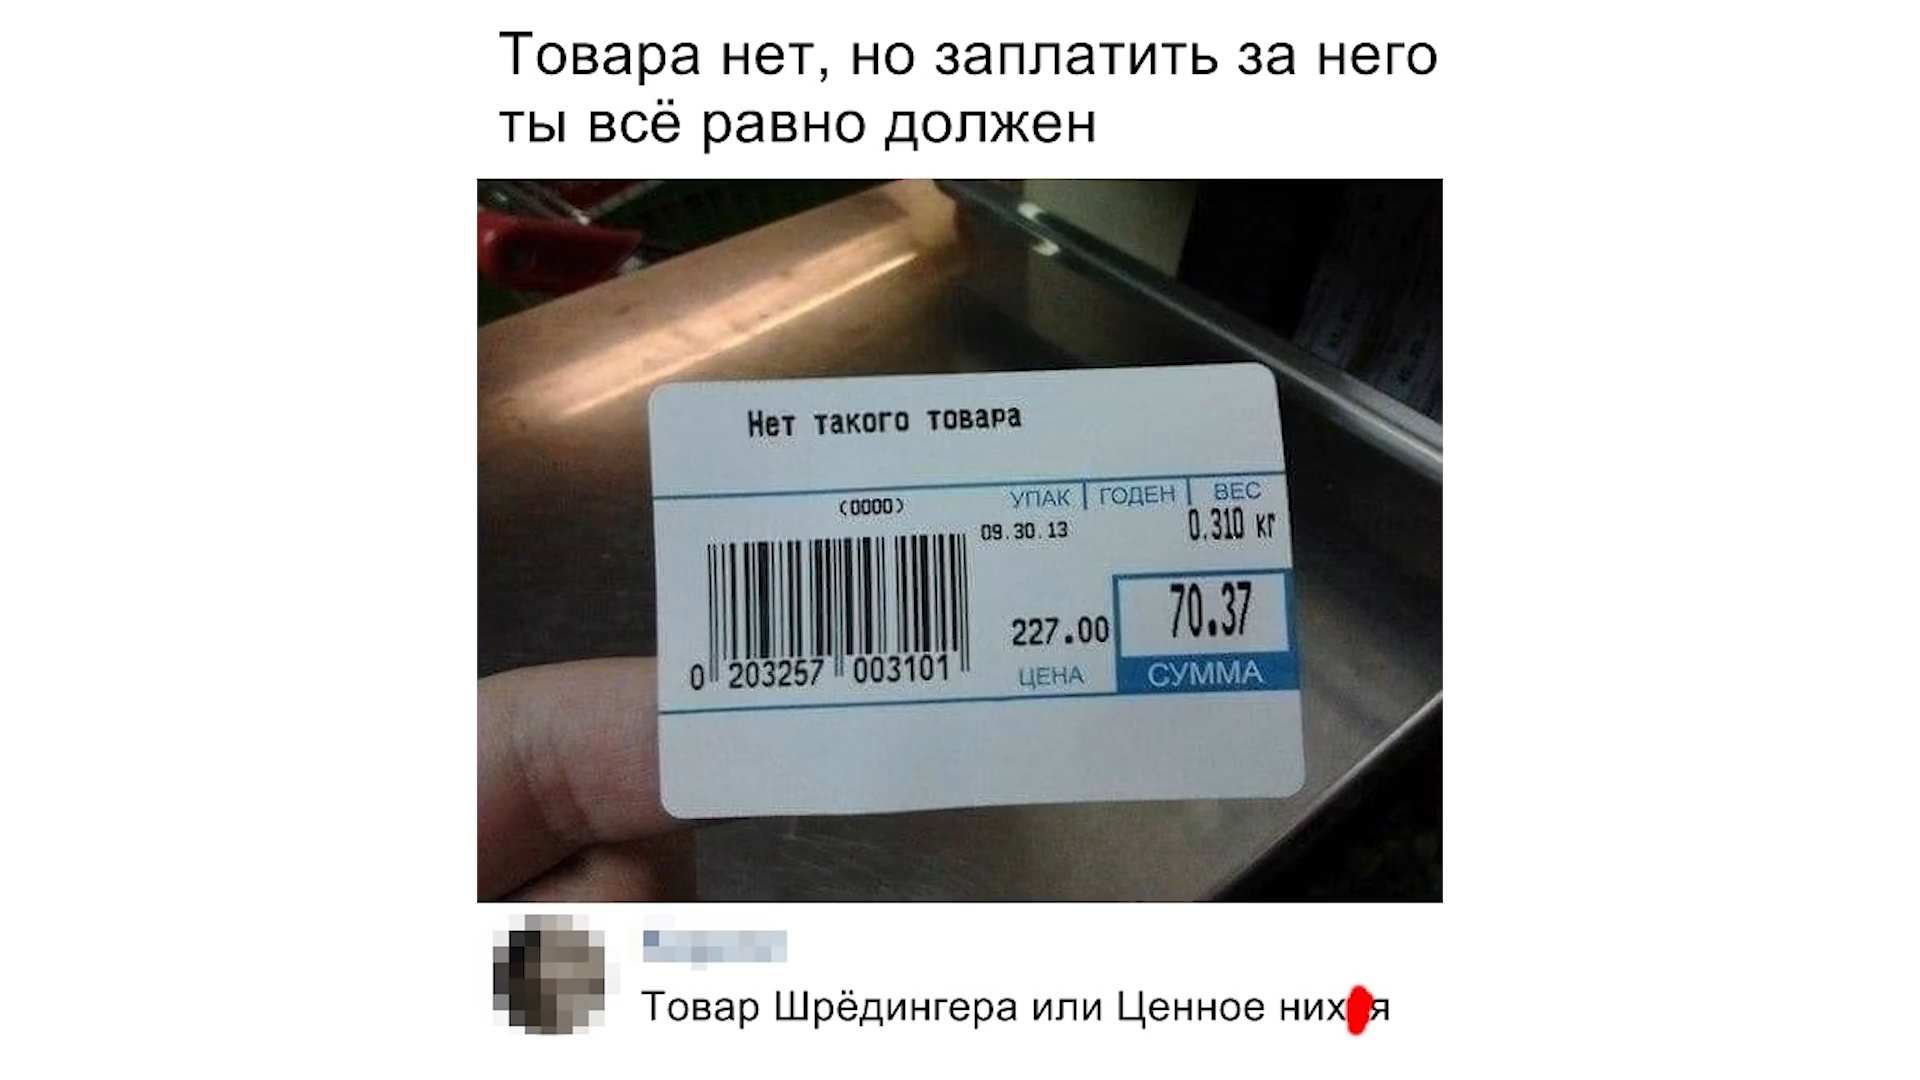 Товара нет, но заплатить за него
ты всё равно должен
Нет такого товара
(0000)
УПАК | ГОДЕН | ВЕС
09.30.13
0.310 кг
227.00
70.37
ЦЕНА
СУММА
0 203257 003101
Товар Шрёдингера или Ценное них я